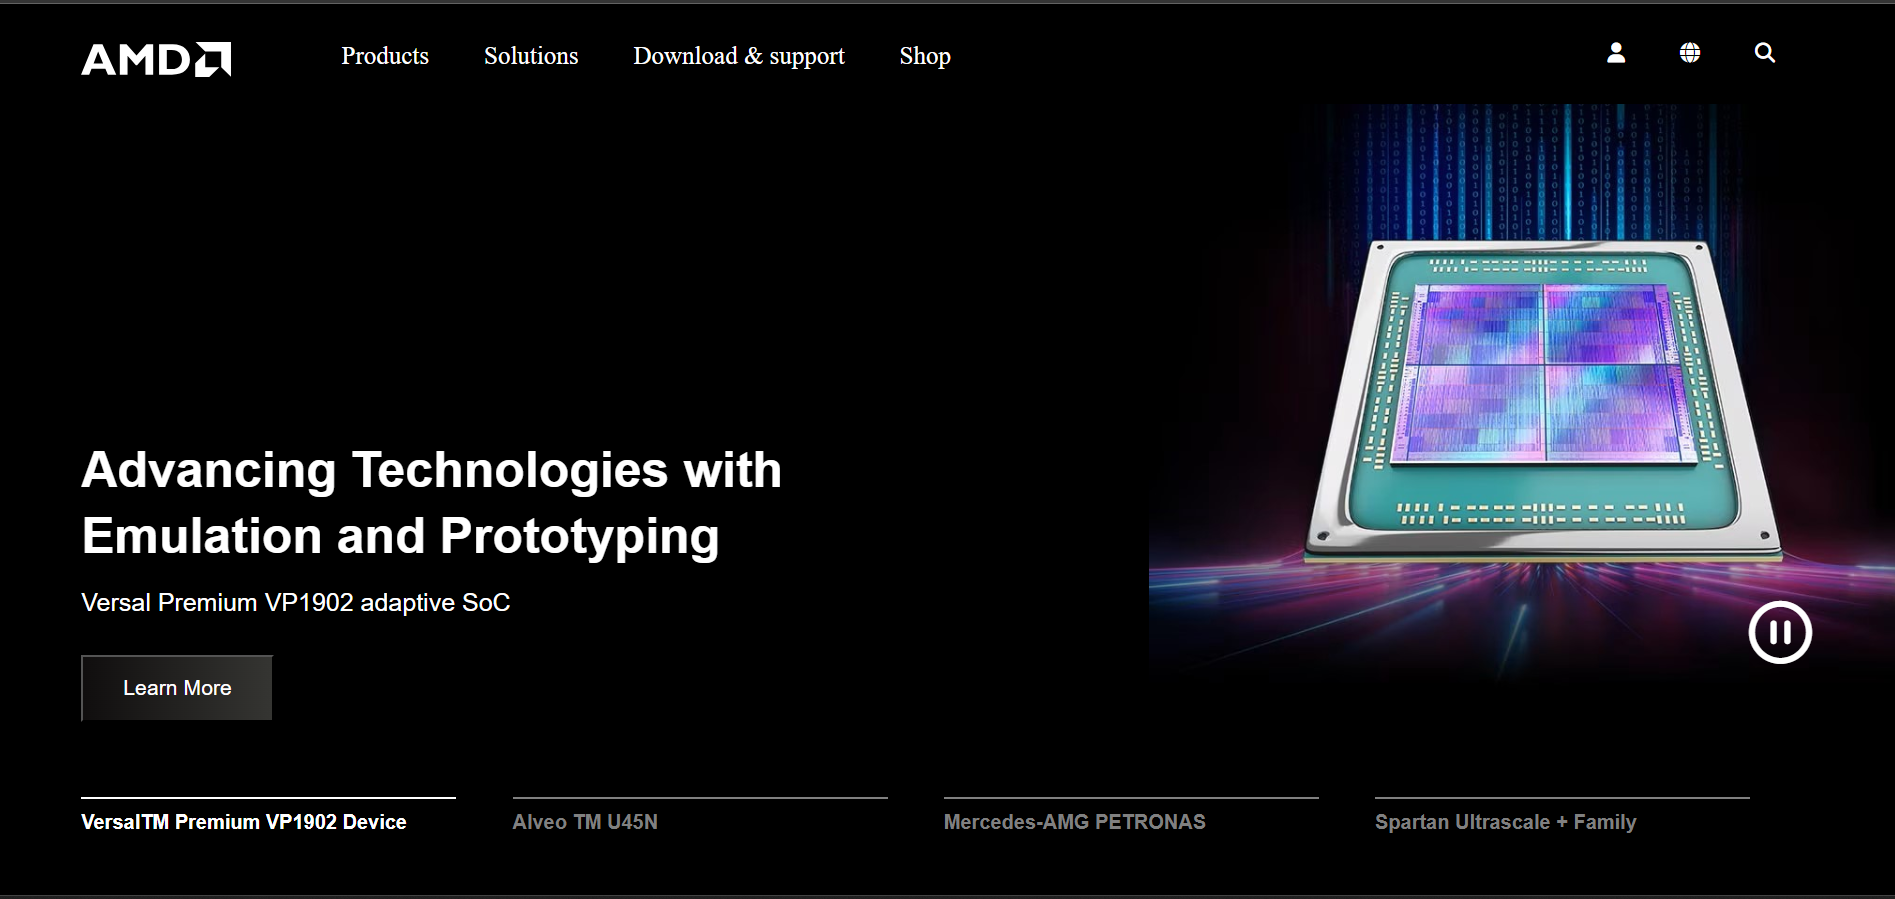 AMD
Products
Solutions
Download & support
Shop
Advancing Technologies with
Emulation and Prototyping
Versal Premium VP1902 adaptive SoC
Learn More
VersalTM Premium VP1902 Device
Alveo TM U45N
Mercedes-AMG PETRONAS
Spartan Ultrascale + Family